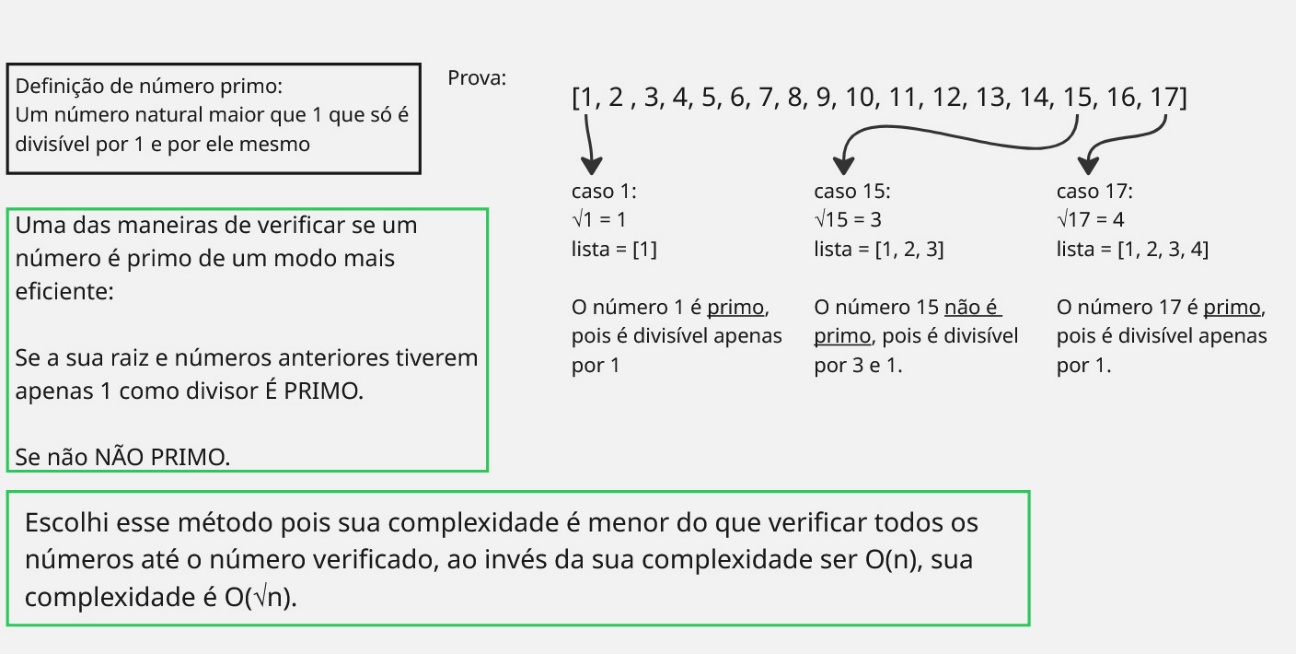 Definição de número primo:
Um número natural maior que 1 que só é
divisível por 1 e por ele mesmo
Uma das maneiras de verificar se um
número é primo de um modo mais
eficiente:
Se a sua raiz e números anteriores tiverem
apenas 1 como divisor É PRIMO.
Se não NÃO PRIMO.
Prova:
[1, 2 , 3, 4, 5, 6, 7, 8, 9, 10, 11, 12, 13, 14, 15, 16, 17]
caso 1:
√1 = 1
lista = [1]
O número 1 é primo,
pois é divisível apenas
por 1
caso 15:
√15 = 3
lista = [1, 2, 3]
O número 15 não é
primo, pois é divisível
por 3 e 1.
caso 17:
√17 = 4
lista = [1, 2, 3, 4]
O número 17 é primo,
pois é divisível apenas
por 1.
Escolhi esse método pois sua complexidade é menor do que verificar todos os
números até o número verificado, ao invés da sua complexidade ser O(n), sua
complexidade é O(√n).